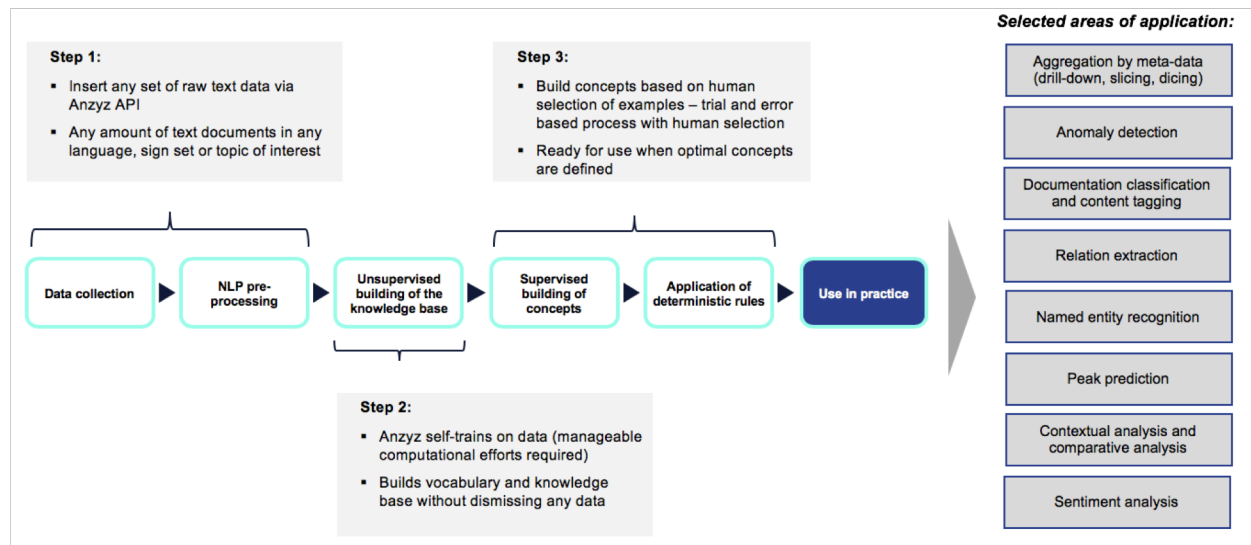 Selected areas of application:
Step 1:
▪ Insert any set of raw text data via
Anzyz API
▪ Any amount of text documents in any
language, sign set or topic of interest
Step 3:
▪ Build concepts based on human
selection of examples – trial and error
based process with human selection
▪ Ready for use when optimal concepts
are defined
Data collection
NLP pre-
processing
Unsupervised
building of the
knowledge base
Supervised
building of
concepts
Application of
deterministic rules
Use in practice
Step 2:
▪ Anzyz self-trains on data (manageable
computational efforts required)
▪ Builds vocabulary and knowledge
base without dismissing any data
Aggregation by meta-data
(drill-down, slicing, dicing)
Anomaly detection
Documentation classification
and content tagging
Relation extraction
Named entity recognition
Peak prediction
Contextual analysis and
comparative analysis
Sentiment analysis